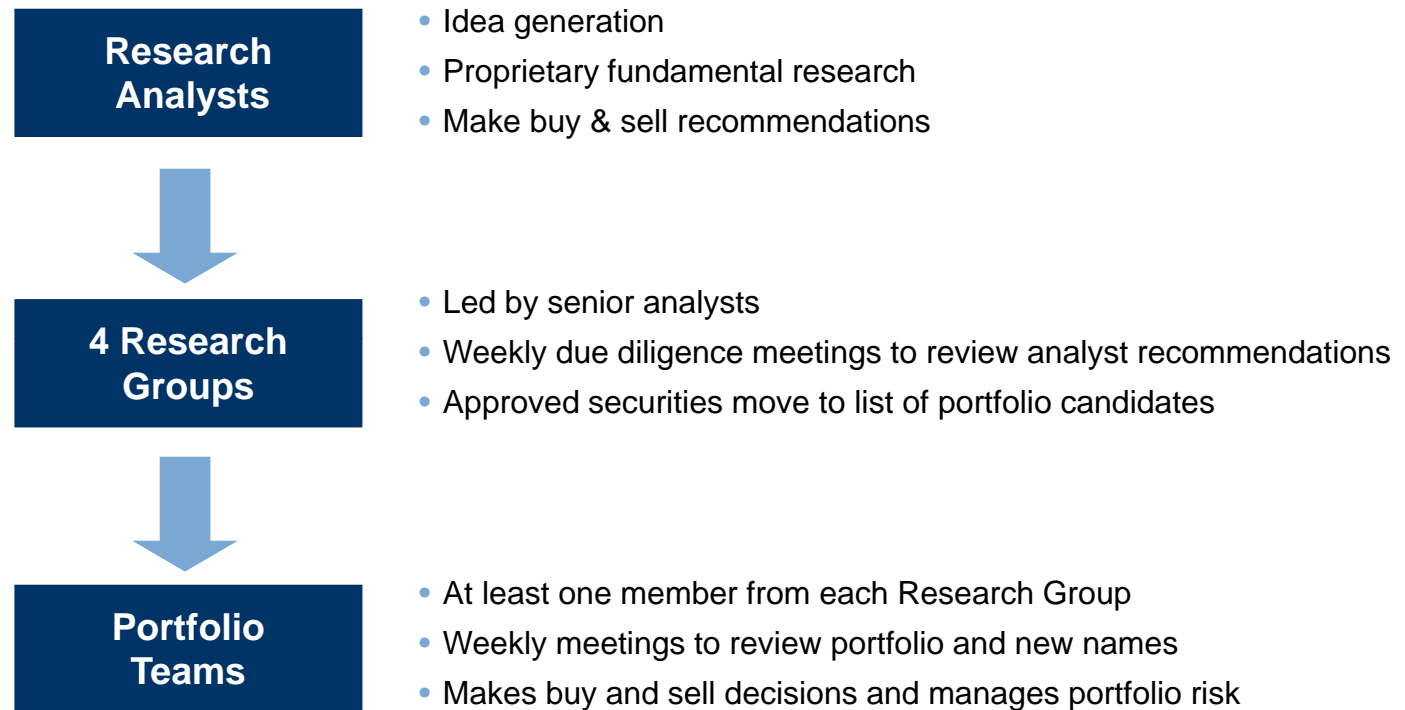 Research
Analysts
• Idea generation
• Proprietary fundamental research
• Make buy & sell recommendations
4 Research
Groups
• Led by senior analysts
• Weekly due diligence meetings to review analyst recommendations
• Approved securities move to list of portfolio candidates
Portfolio
Teams
• At least one member from each Research Group
• Weekly meetings to review portfolio and new names
• Makes buy and sell decisions and manages portfolio risk